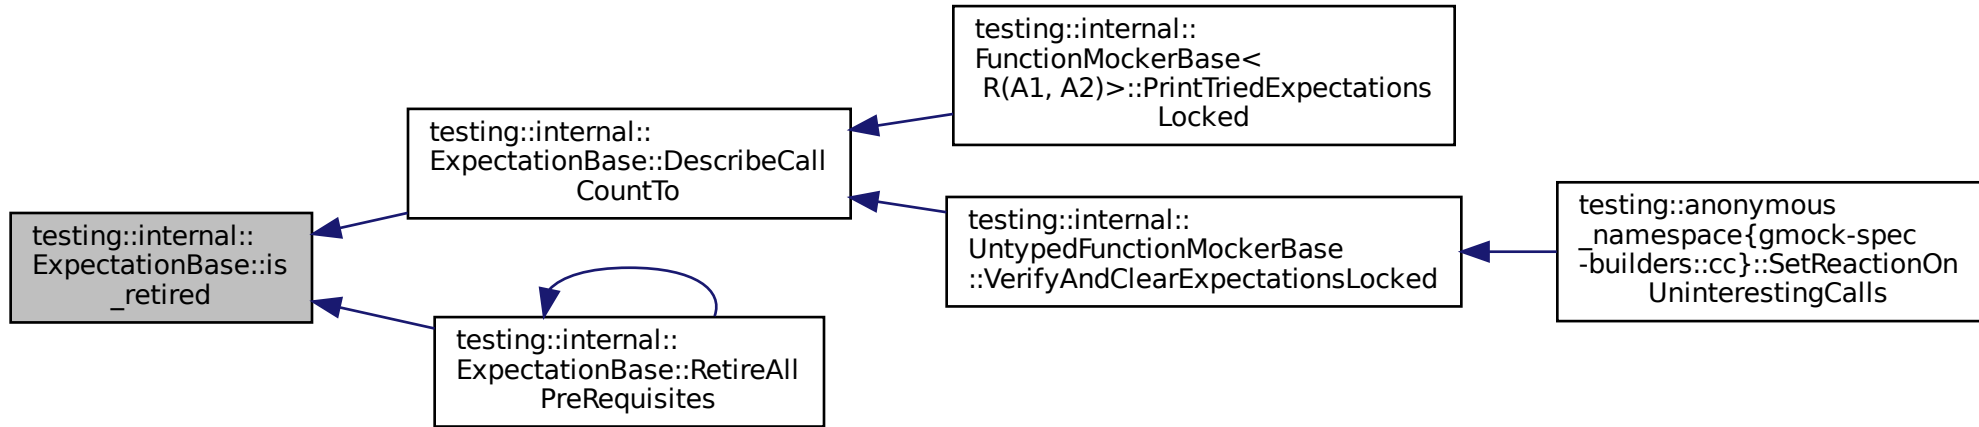 testing::internal::
ExpectationBase::is
_retired
testing::internal::
ExpectationBase::DescribeCall
CountTo
testing::internal::
ExpectationBase::RetireAll
PreRequisites
testing::internal::
FunctionMockerBase<
R(A1, A2)>::PrintTriedExpectations
Locked
testing::internal::
UntypedFunctionMockerBase
::VerifyAndClearExpectationsLocked
testing::anonymous
_namespace{gmock-spec
-builders::cc}::SetReactionOn
UninterestingCalls